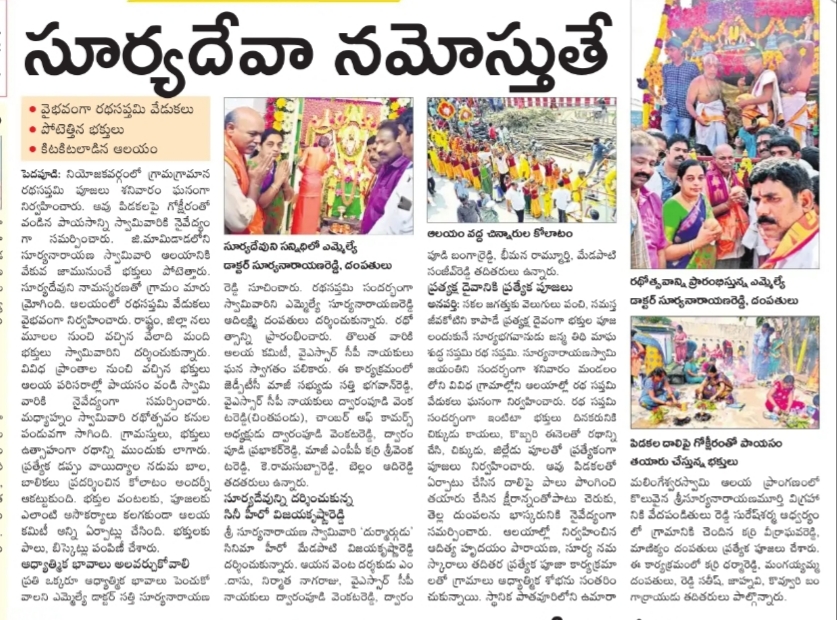 సూర్యదేవా నమోస్తుతే
• వైభవంగా రథసప్తమి వేడుకలు
• పోటెత్తిన భక్తులు
• కిటకిటలాడిన ఆలయం
పెదపూడి: నియోజకవర్గంలో గ్రామగ్రామాన
రథసప్తమి పూజలు శనివారం ఘనంగా
నిర్వహించారు. ఆవు పిడకలపై గోక్షీరంతో
వండిన పాయసాన్ని స్వామివారికి నైవేద్యం
గా సమర్పించారు. జి.మామిడాడలోని
సూర్యనారాయణ స్వామివారి ఆలయానికి
వేకువ జామునుంచే భక్తులు పోటెత్తారు.
సూర్యదేవుని నామస్మరణతో గ్రామం మారు
మ్రోగింది. ఆలయంలో రథసప్తమి వేడుకలు
వైభవంగా నిర్వహించారు. రాష్ట్రం, జిల్లా నలు
మూలల నుంచి వచ్చిన వేలాది మంది
భక్తులు స్వామివారిని దర్శించుకున్నారు.
వివిధ ప్రాంతాల నుంచి వచ్చిన భక్తులు
ఆలయ పరిసరాల్లో పాయసం వండి స్వామి
వారికి నైవేద్యంగా సమర్పించారు.
మధ్యాహ్నం స్వామివారి రథోత్సవం కనుల
పండువగా సాగింది. గ్రామస్తులు, భక్తులు
ఉత్సాహంగా రథాన్ని ముందుకు లాగారు.
ప్రత్యేక డప్పుం వాయిద్యాల నడుమ బాల,
బాలికలు ప్రదర్శించిన కోలాటం అందర్నీ
ఆకట్టుకుంది. భక్తుల వంటలకు, పూజలకు
ఎలాంటి అసౌకర్యాలు కలగకుండా ఆలయ
కమిటీ అన్ని ఏర్పాట్లు చేసింది. భక్తులకు
పాలు, బిస్కెట్లు పంపిణీ చేశారు.
ఆధ్యాత్మిక భావాలు అలవర్చుకోవాలి
ప్రతి ఒక్కరూ ఆధ్యాత్మిక భావాలు పెంచుకో
వాలని ఎమ్మెల్యే డాక్టర్ సత్తి సూర్యనారాయణ
సూర్యదేవుని సన్నిధిలో ఎమ్మెల్యే
డాక్టర్ సూర్యనారాయణరెడ్డి, దంపతులు
రెడ్డి సూచించారు. రథసప్తమి సందర్భంగా
స్వామివారిని ఎమ్మెల్యే సూర్యనారాయణరెడ్డి
ఆదిలక్ష్మి దంపతులు దర్శించుకున్నారు. రథో
త్సవాన్ని ప్రారంభించారు. తొలుత వారికి
ఆలయ కమిటీ, వైఎస్సార్ సీపీ నాయకులు
ఘన స్వాగతం పలికారు. ఈ కార్యక్రమంలో
జెడ్పీటీసీ మాజీ సభ్యుడు సత్తి భగవాన్‌రెడ్డి,
వైఎస్సార్ సీపీ నాయకులు ద్వారంపూడి వెంక
టరెడ్డి(చింతపండు), చాంబర్ ఆఫ్ కామర్స్
అధ్యక్షుడు ద్వారంపూడి వెంకటరెడ్డి, ద్వారం
పూడి ప్రభాకర్‌రెడ్డి, మాజీ ఎంపీపీ కర్రి శ్రీవెంక
టరెడ్డి, కె.రామసుబ్బారెడ్డి, బెల్లం ఆదిరెడ్డి
తదతరులు ఉన్నారు.
సూర్యదేవున్ని దర్శించుకున్న
సినీ హీరో విజయకృష్ణారెడ్డి
శ్రీ సూర్యనారాయణ స్వామివారి 'దుర్మార్గుడు'
సినిమా హీరో మేడపాటి విజయకృష్ణారెడ్డి
దర్శించుకున్నారు. ఆయన వెంట దర్శకుడు ఎం
.దాసు, నిర్మాత నాగరాజు, వైఎస్సార్ సీపీ
నాయకులు ద్వారంపూడి వెంకటరెడ్డి, ద్వారం
ఆలయం వద్ద చిన్నారుల కోలాటం
పూడి బంగార్రెడ్డి, భీమన రామ్మూర్తి, మేడపాటి
సంజీవ్‌రెడ్డి తదితరులు ఉన్నారు.
ప్రత్యక్ష దైవానికి ప్రత్యేక పూజలు
అనపర్తి: సకల జగత్తుకు వెలుగులు పంచి, సమస్త
జీవకోటిని కాపాడే ప్రత్యక్ష దైవంగా భక్తుల పూజ
లందుకునే సూర్యభగవానుడు జన్మ తిథి మాఘ
శుద్ధ సప్తమి రథ సప్తమి. సూర్యనారాయణస్వామి
జయంతిని సందర్భంగా శనివారం మండలం
లోని వివిధ గ్రామాల్లోని ఆలయాల్లో రథ సప్తమి
వేడుకలు ఘనంగా నిర్వహించారు. రథ సప్తమి
సందర్భంగా ఇంటిటా భక్తులు దినకరునికి
చిక్కుడు కాయలు, కొబ్బరి ఈనెలతో రథాన్ని
చేసి, చిక్కుడు, జిల్లేడు పూలతో ప్రత్యేకంగా
పూజలు నిర్వహించారు. ఆవు పిడకలతో
ఏర్పాటు చేసిన దాలిపై పాలు పొంగించి
తయారు చేసిన క్షీరాన్నంతోపాటు చెరుకు,
తెల్ల దుంపలను భాస్కరునికి నైవేద్యంగా
సమర్పించారు. ఆలయాల్లో నిర్వహించిన
ఆదిత్య హృదయం పారాయణ, సూర్య నమ
స్కారాలు తదితర ప్రత్యేక పూజా కార్యక్రమా
లతో గ్రామాలు ఆధ్యాత్మిక శోభను సంతరిం
చుకున్నాయి. స్థానిక పాతవూరిలోని ఉమారా
రథోత్సవాన్ని ప్రారంభిస్తున్న ఎమ్మెల్యే
డాక్టర్ సూర్యనారాయణరెడ్డి, దంపతులు
పిడకల దాలిపై గోక్షీరంతో పాయసం
తయారు చేస్తున్న భక్తులు
మలింగేశ్వరస్వామి ఆలయ ప్రాంగణంలో
కొలువైన శ్రీసూర్యనారాయణమూర్తి విగ్రహా
నికి వేదపండితులు రెడ్డి సురేష్‌శర్మ ఆధ్వర్యం
లో గ్రామానికి చెందిన కర్రి వీర్రాఘవరెడ్డి,
మాణిక్యం దంపతులు ప్రత్యేక పూజలు చేశారు.
ఈ కార్యక్రమంలో కర్రి ధర్మారెడ్డి, మంగయ్యమ్మ
దంపతులు, రెడ్డి సతీష్, జాహ్నవి, కొవ్వూరి బం
గార్రాయుడు తదితరులు పాల్గొన్నారు.